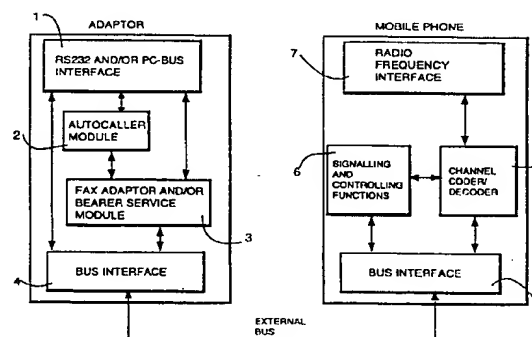 ADAPTOR
1
RS232 AND/OR PC-BUS
INTERFACE
2
AUTOCALLER
MODULE
FAX ADAPTOR AND/OR
BEARER SERVICE
MODULE
3
4
BUS INTERFACE
EXTERNAL
BUS
MOBILE PHONE
7
RADIO
FREQUENCY
INTERFACE
6
SIGNALLING
AND
CONTROLLING
FUNCTIONS
CHANNEL
CODER/
DECODER
BUS INTERFACE